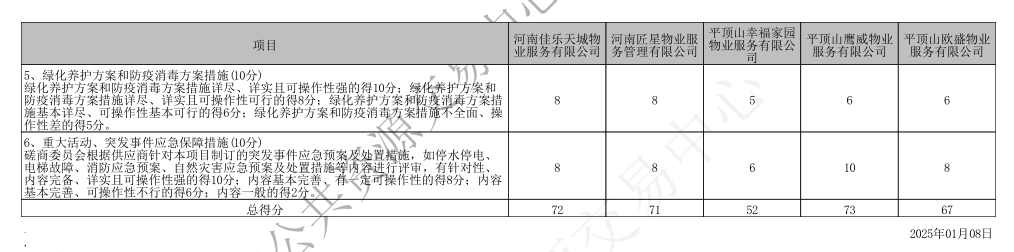 项目
河南佳乐天城物
业服务有限公司
河南匠星物业服
务管理有限公司
平顶山幸福家园
物业服务有限公
司
平顶山鹰威物业
服务有限公司
平顶山欧盛物业
服务有限公司
5、绿化养护方案和防疫消毒方案措施(10分)
绿化养护方案和防疫消毒方案措施详尽、详实且可操作性强的得10分；绿化养护方案和
防疫消毒方案措施详尽、详实且可操作性可行的得8分；绿化养护方案和防疫消毒方案措
施基本详尽、可操作性基本可行的得6分；绿化养护方案和防疫消毒方案措施不全面、操
作性差的得5分。
8
8
5
6
6
6、重大活动、突发事件应急保障措施(10分)
磋商委员会根据供应商针对本项目制订的突发事件应急预案及处置措施，如停水停电、
电梯故障、消防应急预案、自然灾害应急预案及处置措施等内容进行评审，有针对性、
内容完备、详实且可操作性强的得10分；内容基本完善、有一定可操作性的得8分；内容
基本完善、可操作性不行的得6分；内容一般的得2分。
8
8
6
10
8
总得分
72
71
52
73
67
2025年01月08日
公共资源交易中心
交易中心